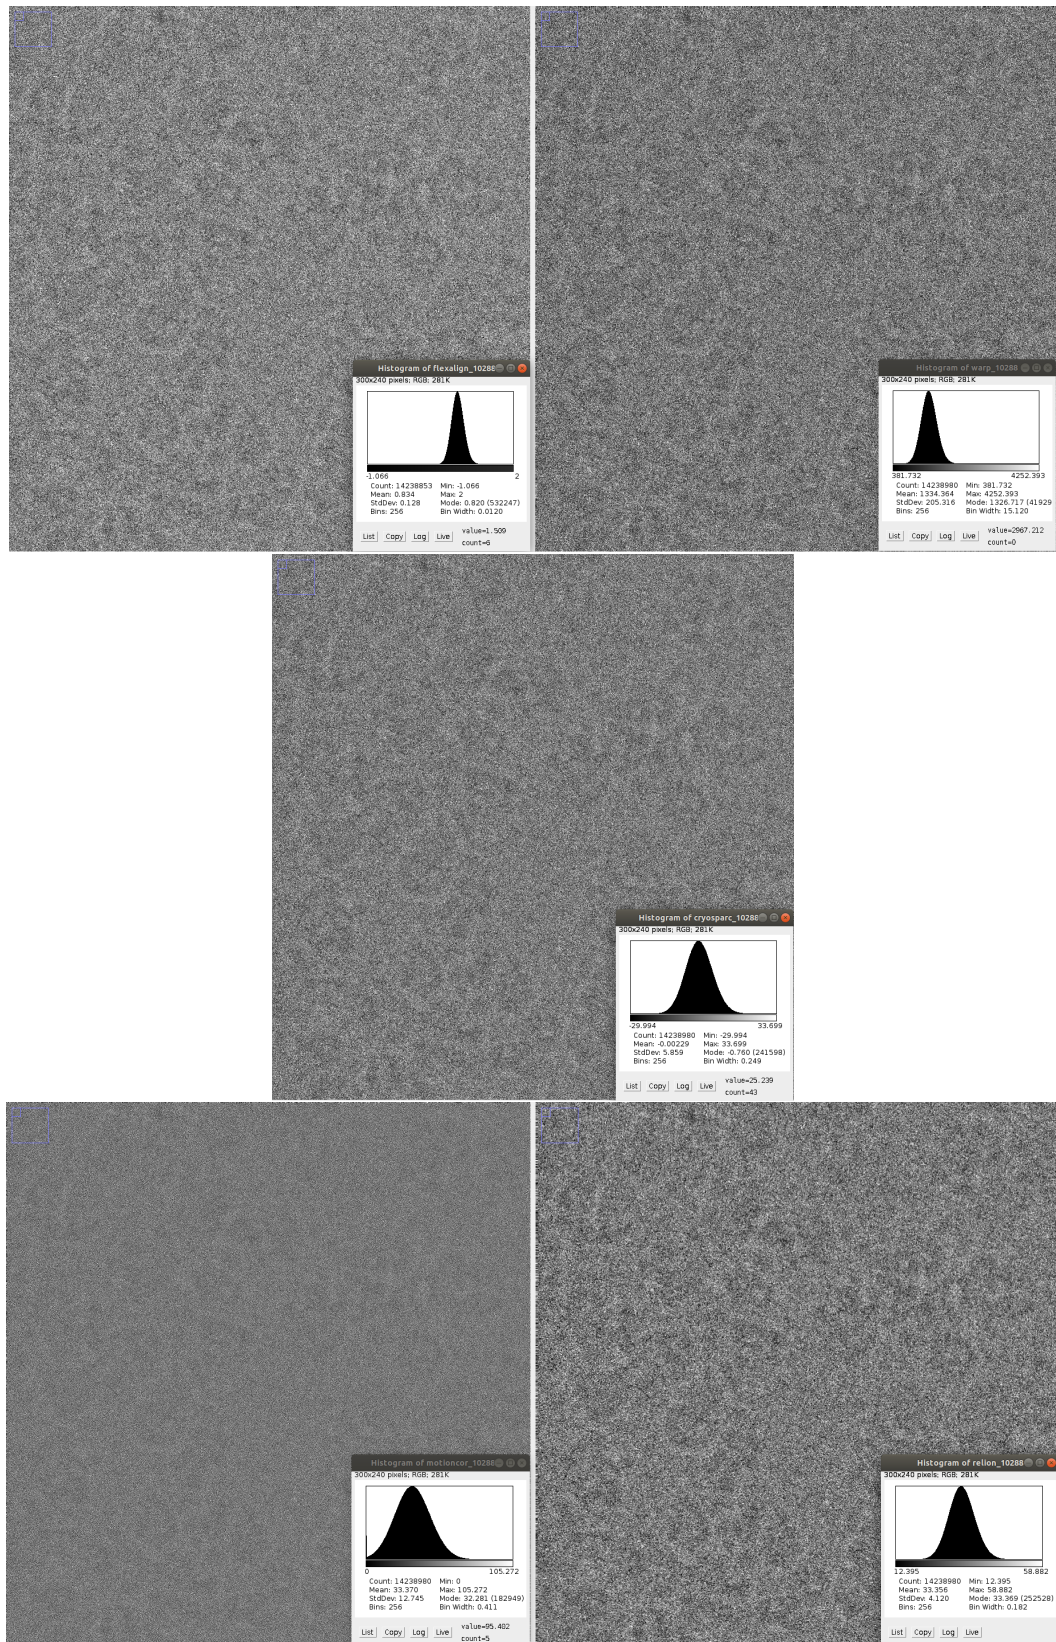 Histogram of flexalign_10288
300x240 pixels; RGB; 281K
-1.066 2
Count: 14238853 Min: -1.066
Mean: 0.834 Max: 2
StdDev: 0.128 Mode: 0.820 (532247)
Bins: 256 Bin Width: 0.0120
List Copy Log Live value=1.509
count=6
Histogram of warp_10288
300x240 pixels; RGB; 281K
381.732 4252.393
Count: 14238980 Min: 381.732
Mean: 1334.364 Max: 4252.393
StdDev: 205.316 Mode: 1326.717 (41929
Bins: 256 Bin Width: 15.120
List Copy Log Live value=2967.212
count=0
Histogram of cryosparc_10288
300x240 pixels; RGB; 281K
-29.994 33.699
Count: 14238980 Min: -29.994
Mean: -0.00229 Max: 33.699
StdDev: 5.859 Mode: -0.760 (241598)
Bins: 256 Bin Width: 0.249
List Copy Log Live value=25.239
count=43
Histogram of motioncor_10288
300x240 pixels; RGB; 281K
0 105.272
Count: 14238980 Min: 0
Mean: 33.370 Max: 105.272
StdDev: 12.745 Mode: 32.281 (182949)
Bins: 256 Bin Width: 0.411
List Copy Log Live value=95.402
count=5
Histogram of relion_10288
300x240 pixels; RGB; 281K
12.395 58.882
Count: 14238980 Min: 12.395
Mean: 33.356 Max: 58.882
StdDev: 4.120 Mode: 33.369 (252528)
Bins: 256 Bin Width: 0.182
List Copy Log Live